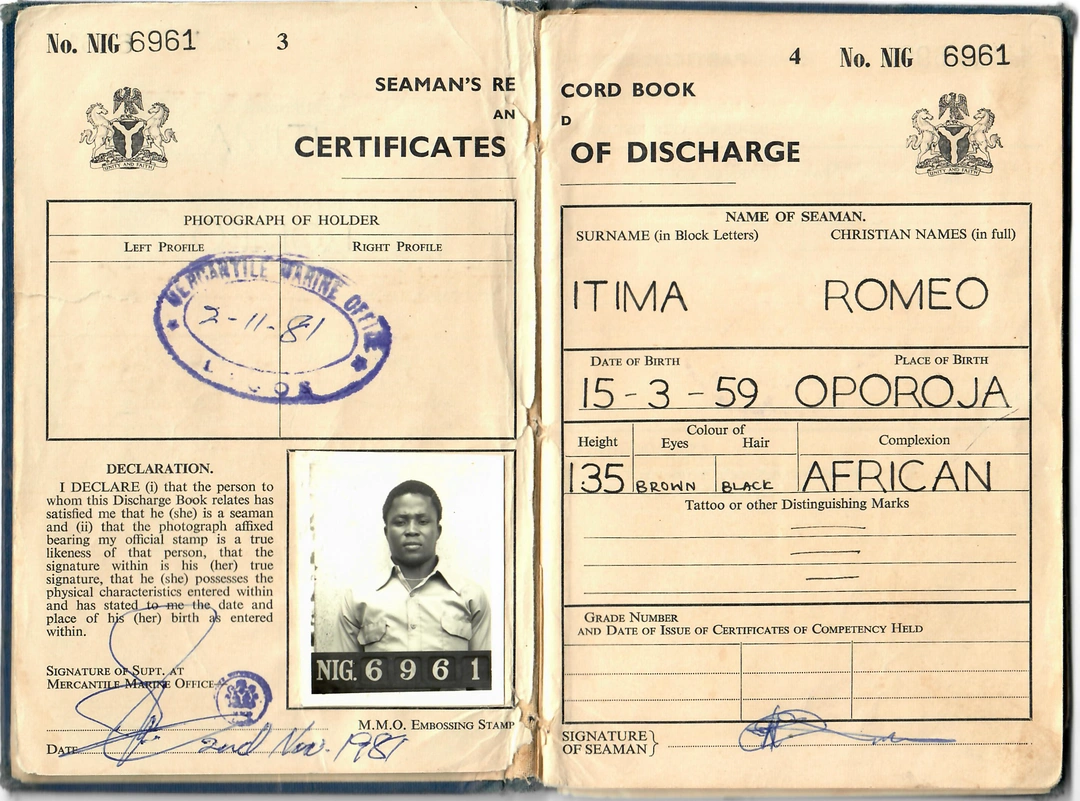 No. NIG 6961 3
SEAMAN'S RE
AN
CERTIFICATES
UNITY AND FAITH
PHOTOGRAPH OF HOLDER
LEFT PROFILE RIGHT PROFILE
MERCANTILE MARINE OFFICE
2-11-81
LAGOS
DECLARATION.
I DECLARE (i) that the person to
whom this Discharge Book relates has
satisfied me that he (she) is a seaman
and (ii) that the photograph affixed
bearing my official stamp is a true
likeness of that person, that the
signature within is his (her) true
signature, that he (she) possesses the
physical characteristics entered within
and has stated to me the date and
place of his (her) birth as entered
within.
SIGNATURE OF SUPT. AT
MERCANTILE MARINE OFFICE
NIG. 6961
M.M.O. EMBOSSING STAMP
DATE 2nd Nov. 1981
4 No. NIG 6961
CORD BOOK
D
OF DISCHARGE
UNITY AND FAITH
NAME OF SEAMAN.
SURNAME (in Block Letters) CHRISTIAN NAMES (in full)
ITIMA ROMEO
DATE OF BIRTH PLACE OF BIRTH
15-3-59 OPOROJA
Height Colour of Complexion
Eyes Hair
135 BROWN BLACK AFRICAN
Tattoo or other Distinguishing Marks
GRADE NUMBER
AND DATE OF ISSUE OF CERTIFICATES OF COMPETENCY HELD
SIGNATURE
OF SEAMAN}